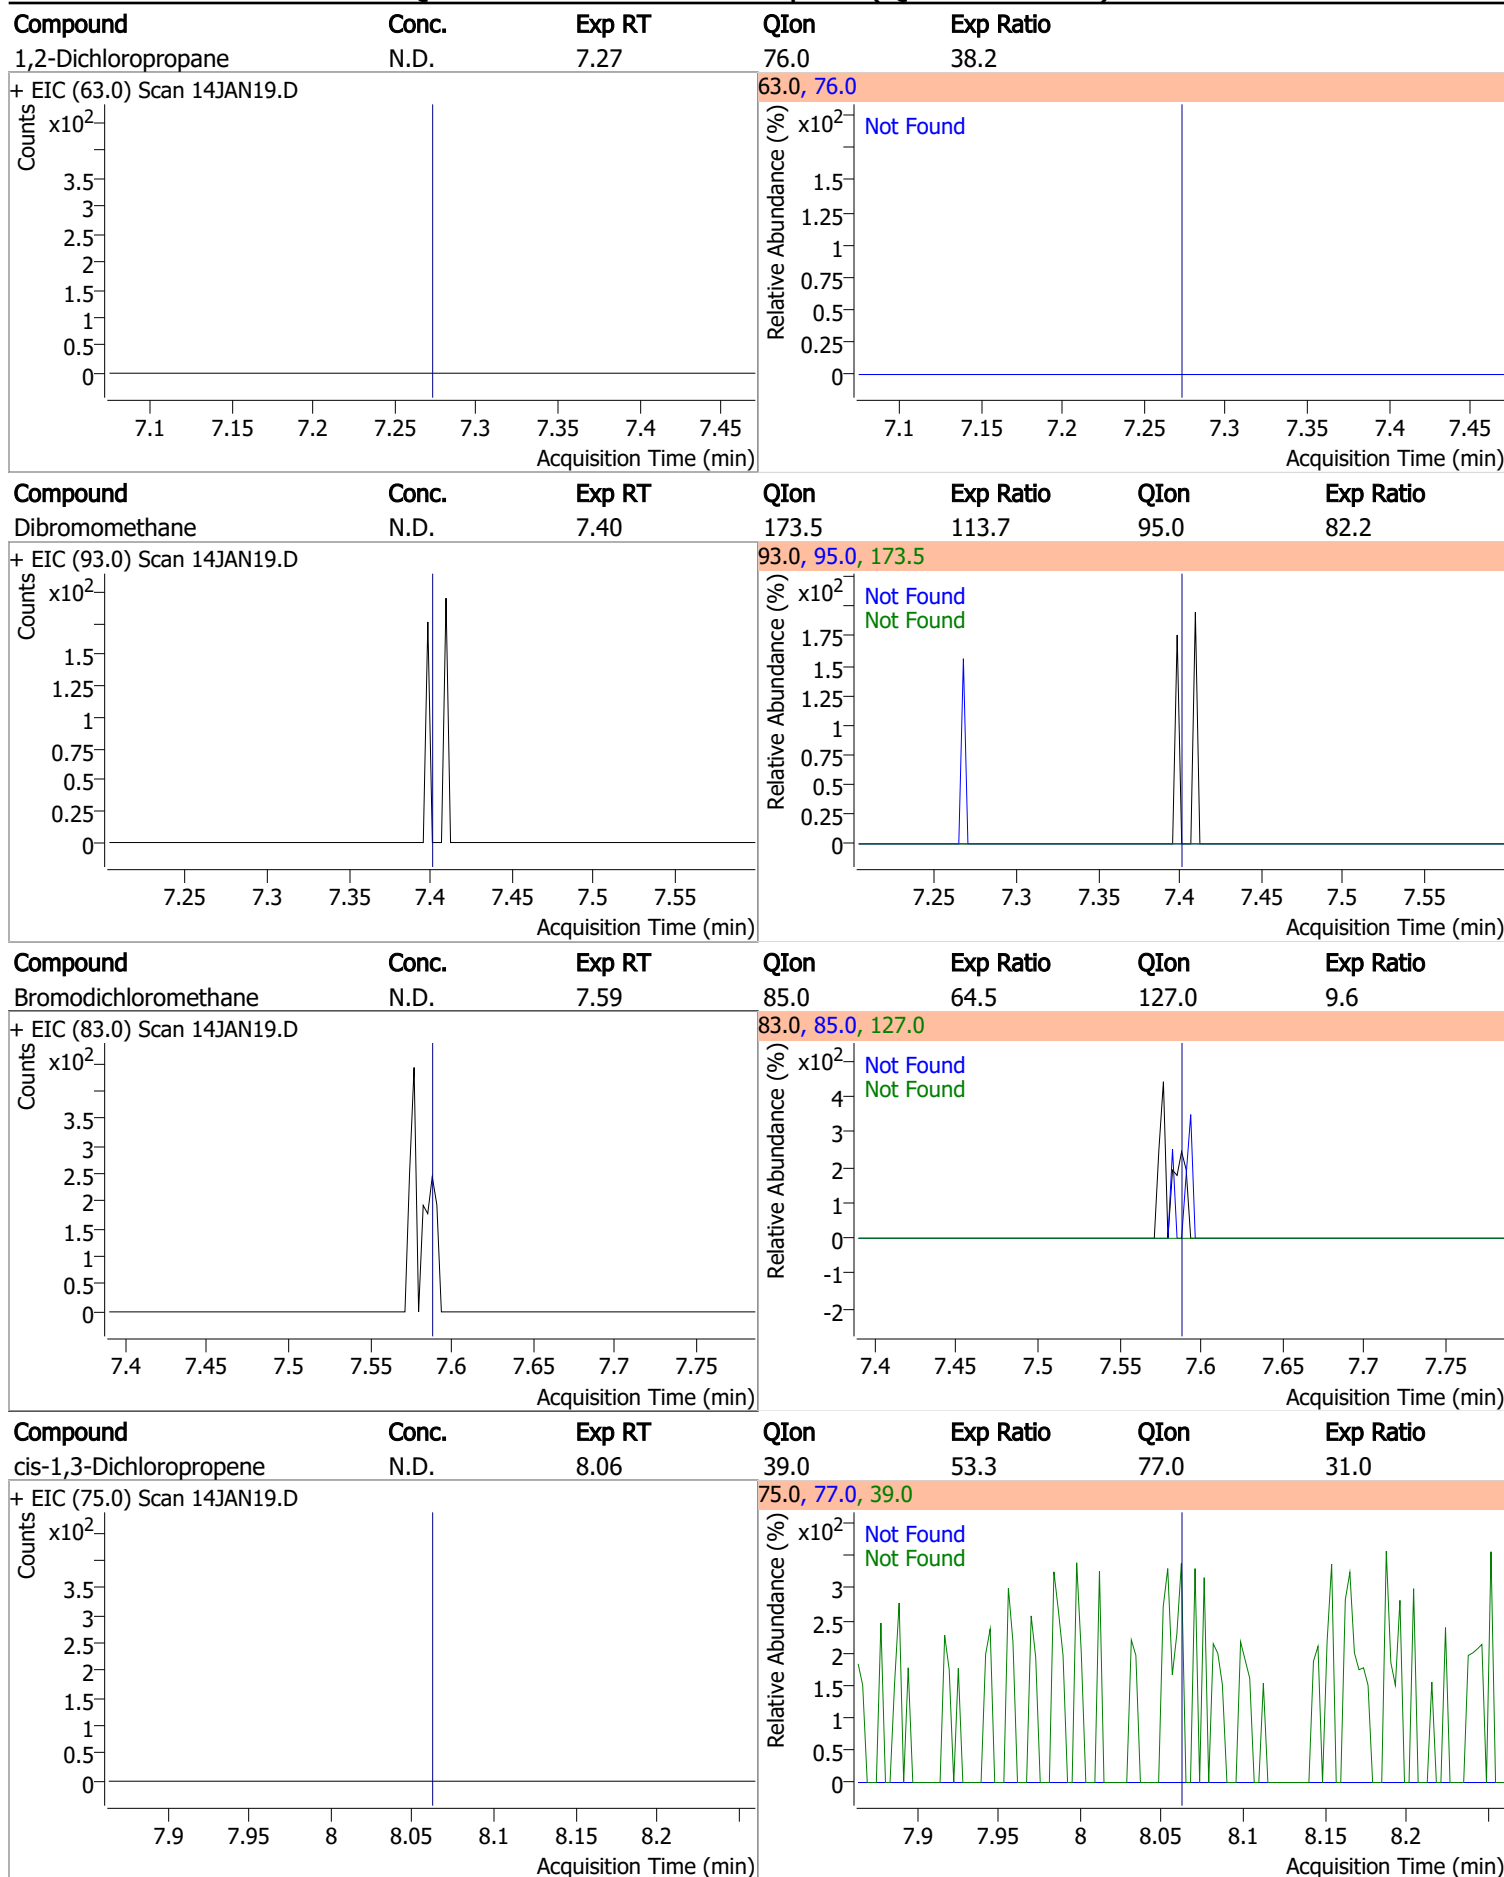 Compound Conc. Exp RT QIon Exp Ratio
1,2-Dichloropropane N.D. 7.27 76.0 38.2
+ EIC (63.0) Scan 14JAN19.D
63.0, 76.0
Counts
x10²
3.5
3
2.5
2
1.5
1
0.5
0
7.1 7.15 7.2 7.25 7.3 7.35 7.4 7.45
Acquisition Time (min)
Relative Abundance (%)
x10²
Not Found
1.5
1.25
1
0.75
0.5
0.25
0
7.1 7.15 7.2 7.25 7.3 7.35 7.4 7.45
Acquisition Time (min)
Compound Conc. Exp RT QIon Exp Ratio QIon Exp Ratio
Dibromomethane N.D. 7.40 173.5 113.7 95.0 82.2
+ EIC (93.0) Scan 14JAN19.D
93.0, 95.0, 173.5
Counts
x10²
1.5
1.25
1
0.75
0.5
0.25
0
7.25 7.3 7.35 7.4 7.45 7.5 7.55
Acquisition Time (min)
Relative Abundance (%)
x10²
Not Found
Not Found
1.75
1.5
1.25
1
0.75
0.5
0.25
0
7.25 7.3 7.35 7.4 7.45 7.5 7.55
Acquisition Time (min)
Compound Conc. Exp RT QIon Exp Ratio QIon Exp Ratio
Bromodichloromethane N.D. 7.59 85.0 64.5 127.0 9.6
+ EIC (83.0) Scan 14JAN19.D
83.0, 85.0, 127.0
Counts
x10²
3.5
3
2.5
2
1.5
1
0.5
0
7.4 7.45 7.5 7.55 7.6 7.65 7.7 7.75
Acquisition Time (min)
Relative Abundance (%)
x10²
Not Found
Not Found
4
3
2
1
0
-1
-2
7.4 7.45 7.5 7.55 7.6 7.65 7.7 7.75
Acquisition Time (min)
Compound Conc. Exp RT QIon Exp Ratio QIon Exp Ratio
cis-1,3-Dichloropropene N.D. 8.06 39.0 53.3 77.0 31.0
+ EIC (75.0) Scan 14JAN19.D
75.0, 77.0, 39.0
Counts
x10²
3.5
3
2.5
2
1.5
1
0.5
0
7.9 7.95 8 8.05 8.1 8.15 8.2
Acquisition Time (min)
Relative Abundance (%)
x10²
Not Found
Not Found
3
2.5
2
1.5
1
0.5
0
7.9 7.95 8 8.05 8.1 8.15 8.2
Acquisition Time (min)